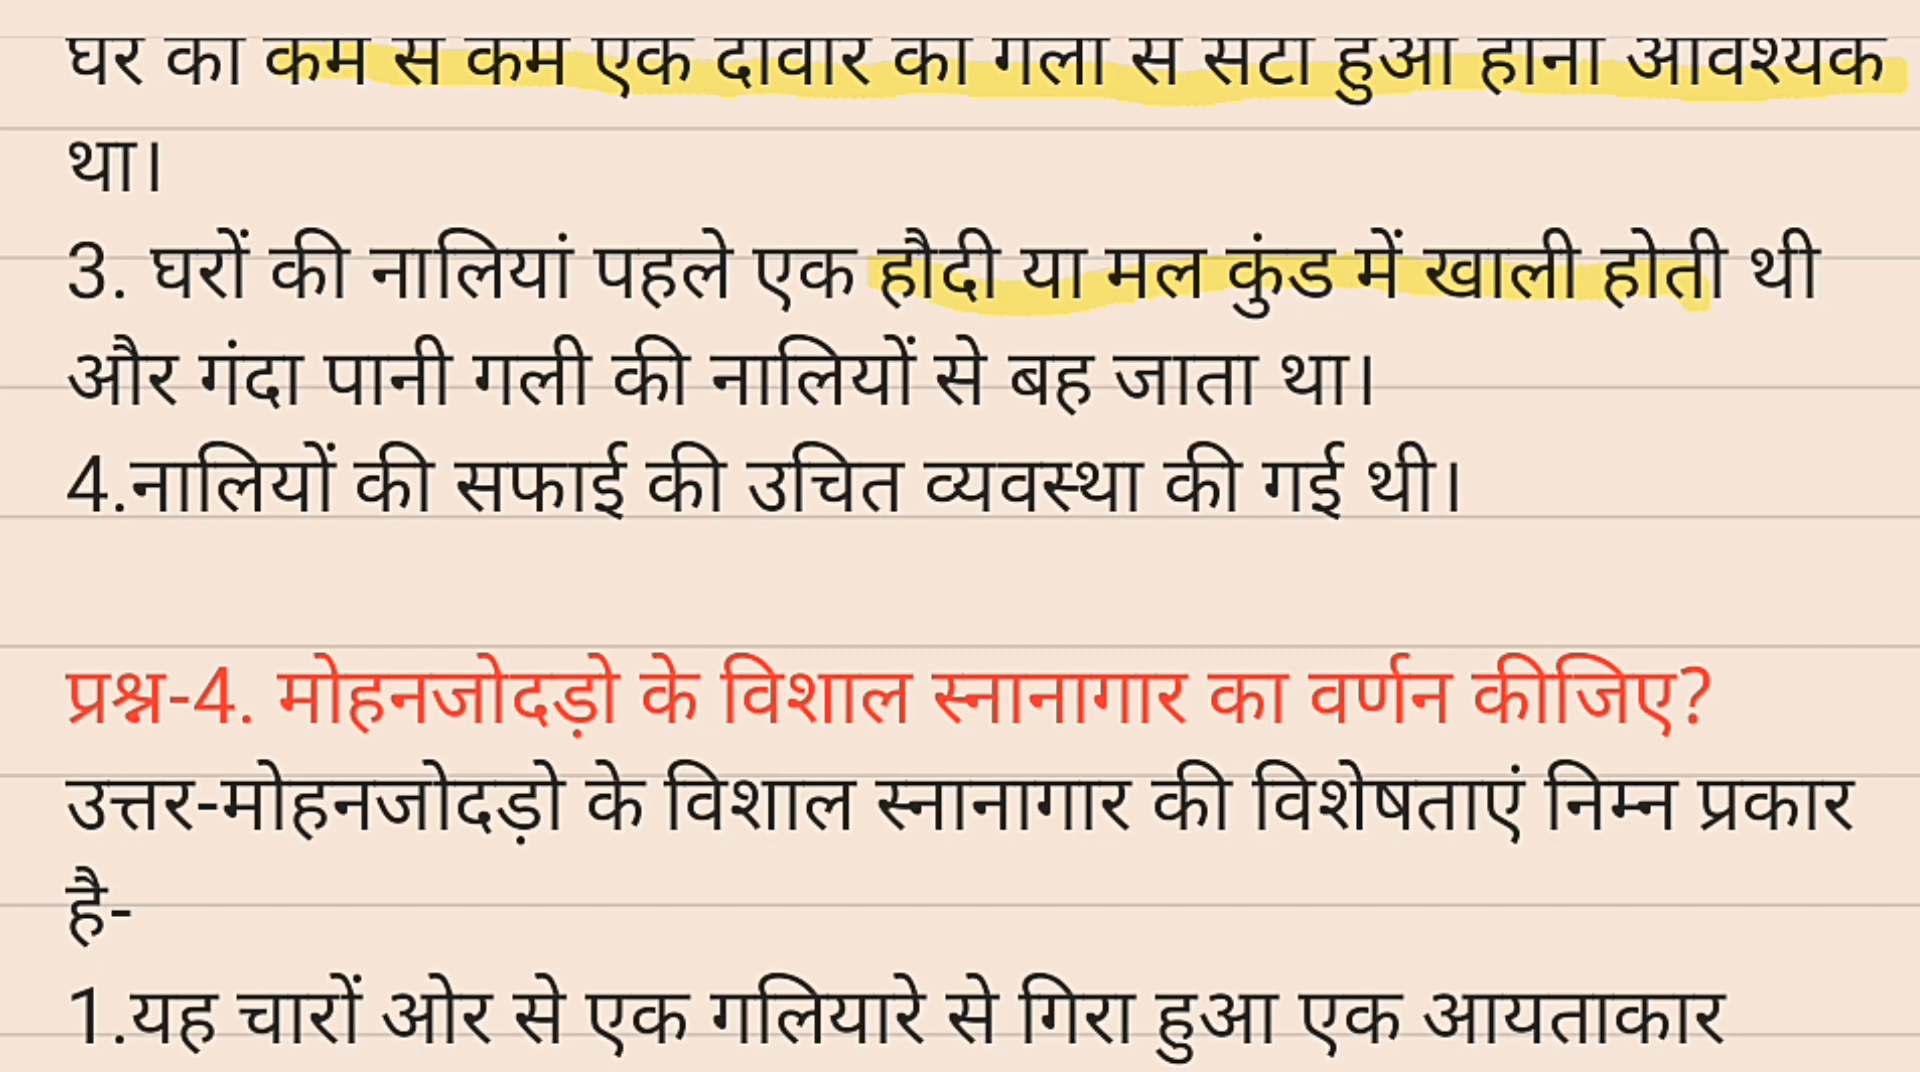 घर की कम से कम एक दीवार का गली से सटा हुआ होना आवश्यक
था।
3. घरों की नालियां पहले एक हौदी या मल कुंड में खाली होती थी
और गंदा पानी गली की नालियों से बह जाता था।
4.नालियों की सफाई की उचित व्यवस्था की गई थी।
प्रश्न-4. मोहनजोदड़ो के विशाल स्नानागार का वर्णन कीजिए?
उत्तर-मोहनजोदड़ो के विशाल स्नानागार की विशेषताएं निम्न प्रकार
है-
1.यह चारों ओर से एक गलियारे से गिरा हुआ एक आयताकार